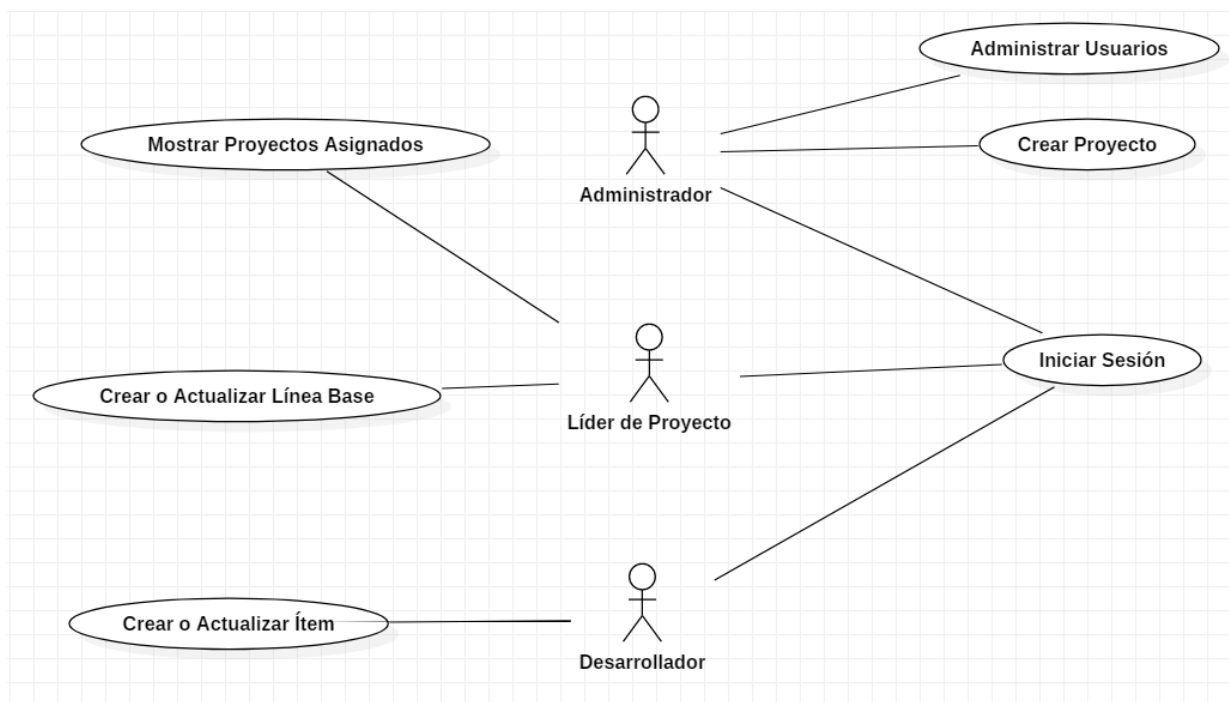 Administrar Usuarios
Mostrar Proyectos Asignados
Crear Proyecto
Administrador
Iniciar Sesión
Crear o Actualizar Línea Base
Líder de Proyecto
Crear o Actualizar Ítem
Desarrollador